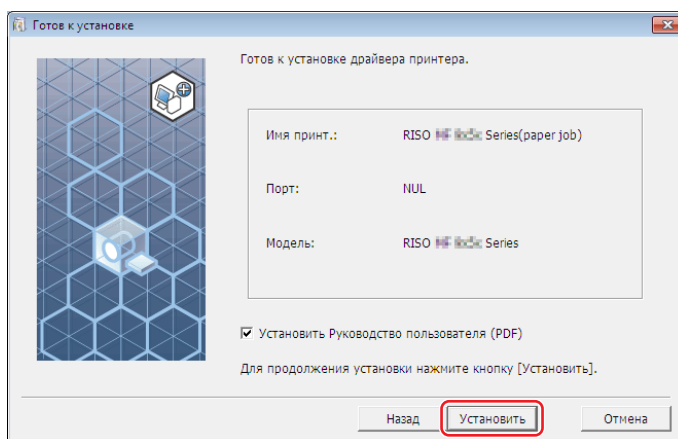 Готов к установке
Готов к установке драйвера принтера.
Имя принт.: RISO Series(paper job)
Порт: NUL
Модель: RISO Series
Установить Руководство пользователя (PDF)
Для продолжения установки нажмите кнопку [Установить].
Назад Установить Отмена